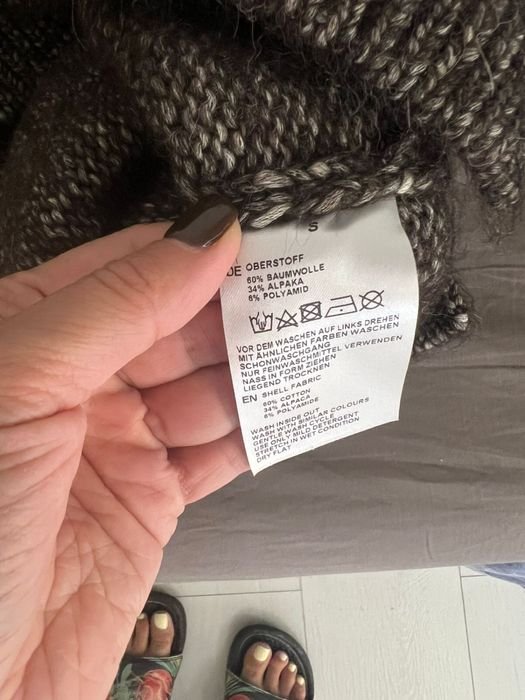 S
DE OBERSTOFF
60% BAUMWOLLE
34% ALPAKA
6% POLYAMID
VOR DEM WASCHEN AUF LINKS DREHEN
MIT ÄHNLICHEN FARBEN WASCHEN
SCHONWASCHGANG
NUR FEINWASCHMITTEL VERWENDEN
NASS IN FORM ZIEHEN
LIEGEND TROCKNEN
EN SHELL FABRIC
60% COTTON
34% ALPACA
6% POLYAMIDE
WASH INSIDE OUT
WASH WITH SIMILAR COLOURS
GENTLE WASH CYCLE
USE ONLY MILD DETERGENT
STRETCH IN WET CONDITION
DRY FLAT